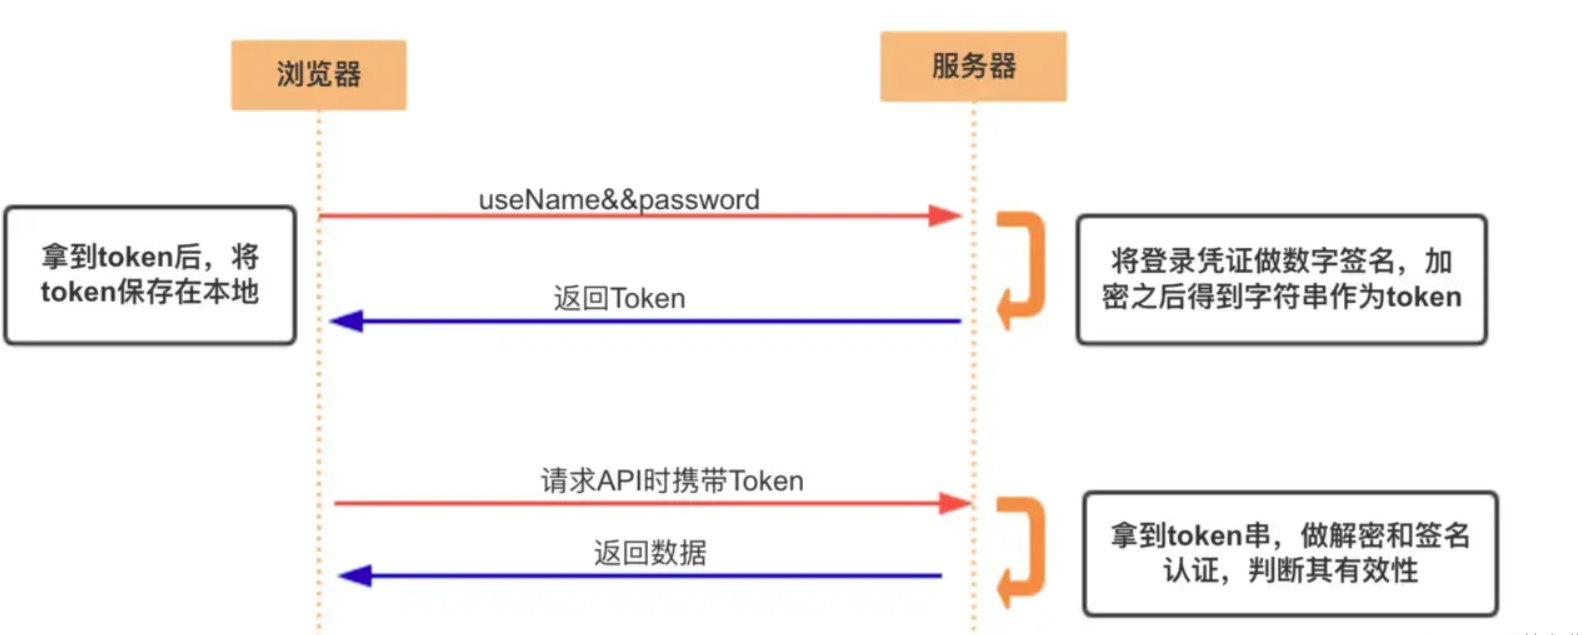 浏览器
服务器
useName&&password
拿到token后，将
token保存在本地
将登录凭证做数字签名，加
密之后得到字符串作为token
返回Token
请求API时携带Token
拿到token串，做解密和签名
认证，判断其有效性
返回数据